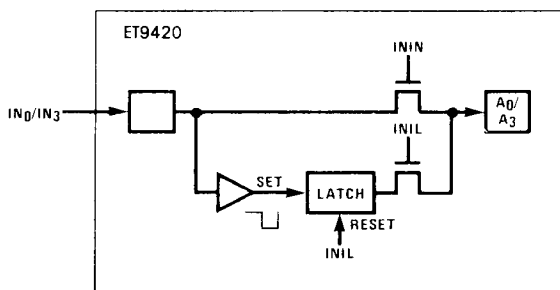 ET9420
ININ
IN0/IN3
A0/
A3
INIL
SET
LATCH
RESET
INIL